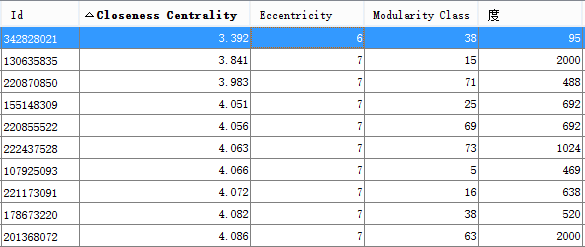 Id Closeness Centrality Eccentricity Modularity Class 度
342828021 3.392 6 38 95
130635835 3.841 7 15 2000
220870850 3.983 7 71 488
155148309 4.051 7 25 692
220855522 4.056 7 69 692
222437528 4.063 7 73 1024
107925093 4.066 7 5 469
221173091 4.072 7 16 638
178673220 4.082 7 38 520
201368072 4.086 7 63 2000